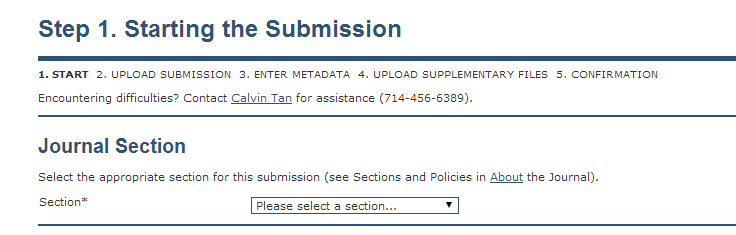 Step 1. Starting the Submission
1. START 2. UPLOAD SUBMISSION 3. ENTER METADATA 4. UPLOAD SUPPLEMENTARY FILES 5. CONFIRMATION
Encountering difficulties? Contact Calvin Tan for assistance (714-456-6389).
Journal Section
Select the appropriate section for this submission (see Sections and Policies in About the Journal).
Section* Please select a section...